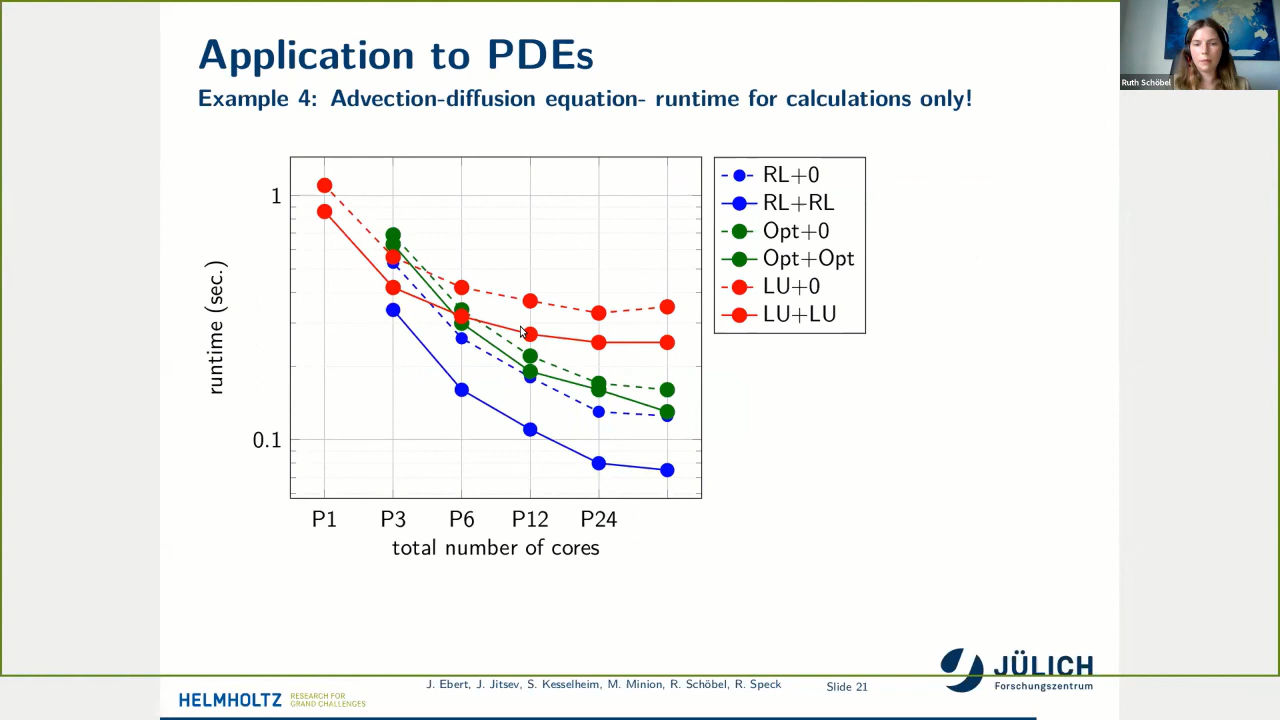 Application to PDEs
Example 4: Advection-diffusion equation- runtime for calculations only!
Ruth Schöbel
RL+0
RL+RL
Opt+0
Opt+Opt
LU+0
LU+LU
1
0.1
runtime (sec.)
P1 P3 P6 P12 P24
total number of cores
JÜLICH
Forschungszentrum
J. Ebert, J. Jitsev, S. Kesselheim, M. Minion, R. Schöbel, R. Speck
Slide 21
HELMHOLTZ
RESEARCH FOR
GRAND CHALLENGES